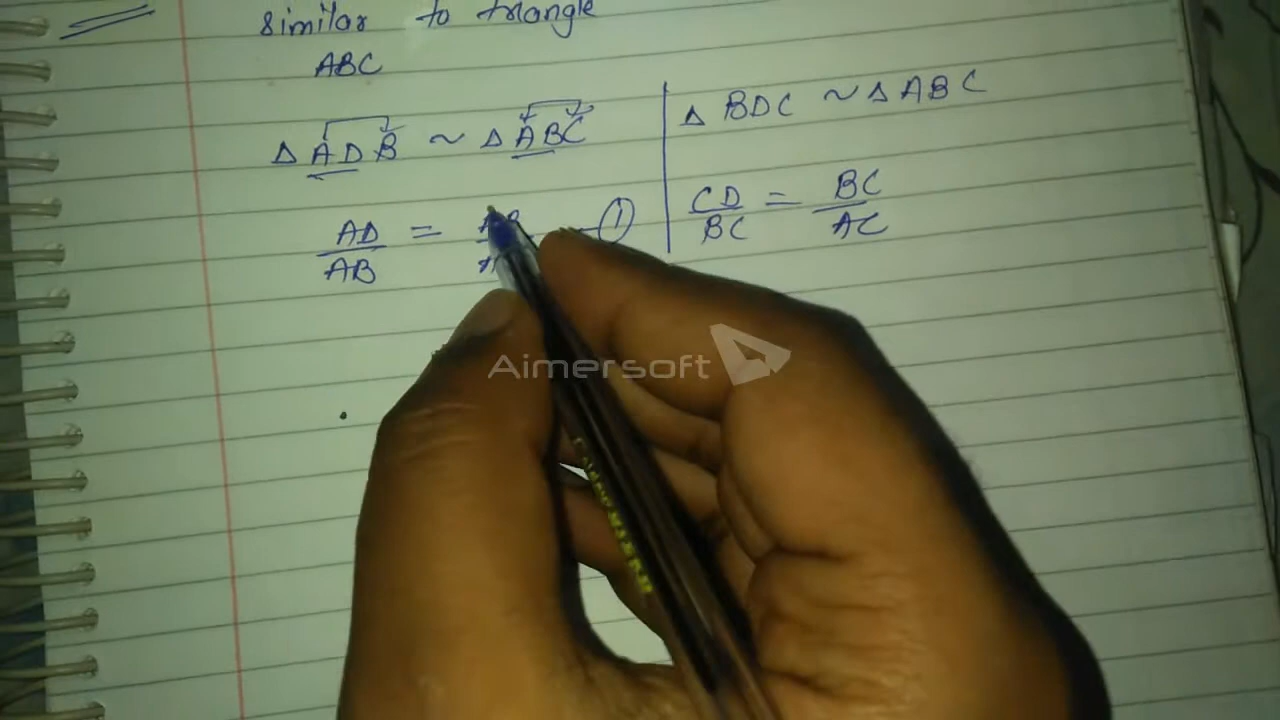 similar to triangle
ABC
Δ ADB ~ Δ ABC
AD/AB = —①
Δ BDC ~ Δ ABC
CD/BC = BC/AC
Aimersoft